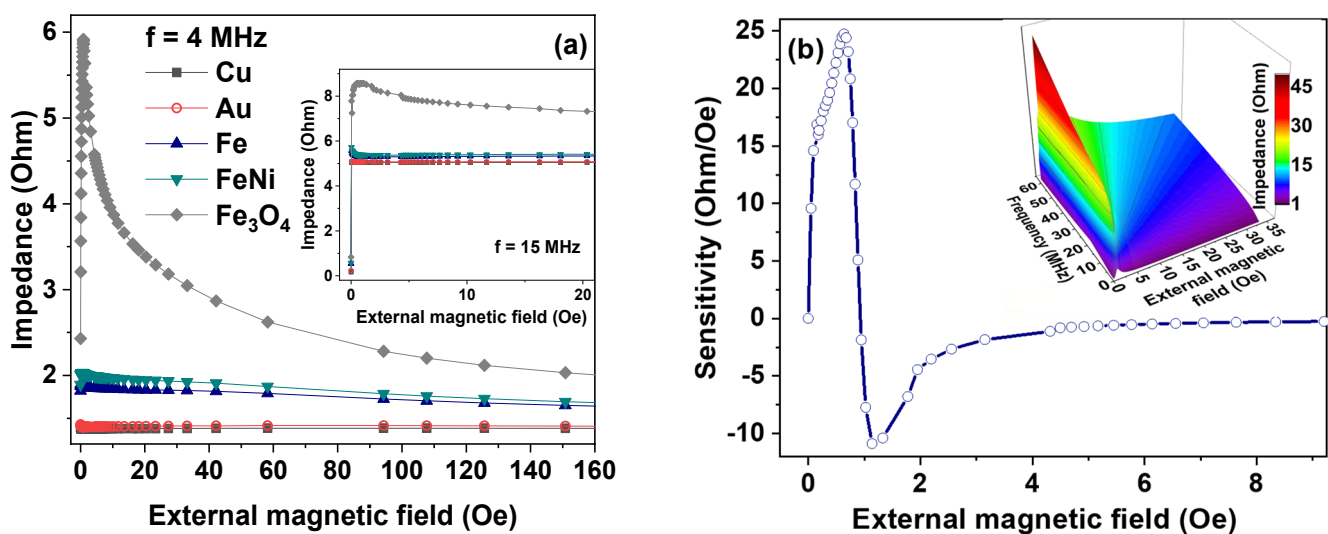 (a)
f = 4 MHz
Cu
Au
Fe
FeNi
Fe₃O₄
Impedance (Ohm)
6
5
4
3
2
0 20 40 60 80 100 120 140 160
External magnetic field (Oe)
Impedance (Ohm)
8
6
4
2
0
f = 15 MHz
0 10 20
External magnetic field (Oe)
(b)
Sensitivity (Ohm/Oe)
25
20
15
10
5
0
-5
-10
0 2 4 6 8
External magnetic field (Oe)
Impedance (Ohm)
45
30
15
1
60
50
40
30
20
10
0
Frequency (MHz)
0 5 10 15 20 25 30 35
External magnetic
field (Oe)